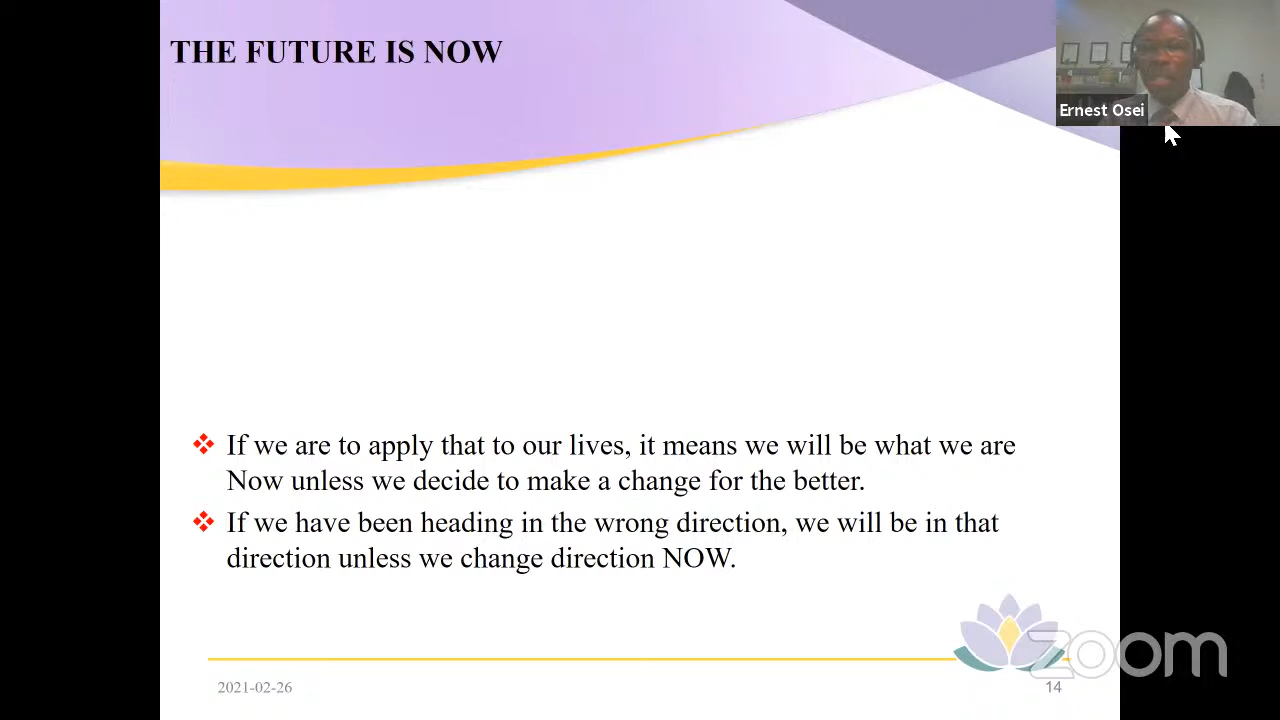 THE FUTURE IS NOW
Ernest Osei
If we are to apply that to our lives, it means we will be what we are
Now unless we decide to make a change for the better.
If we have been heading in the wrong direction, we will be in that
direction unless we change direction NOW.
zoom
2021-02-26
14